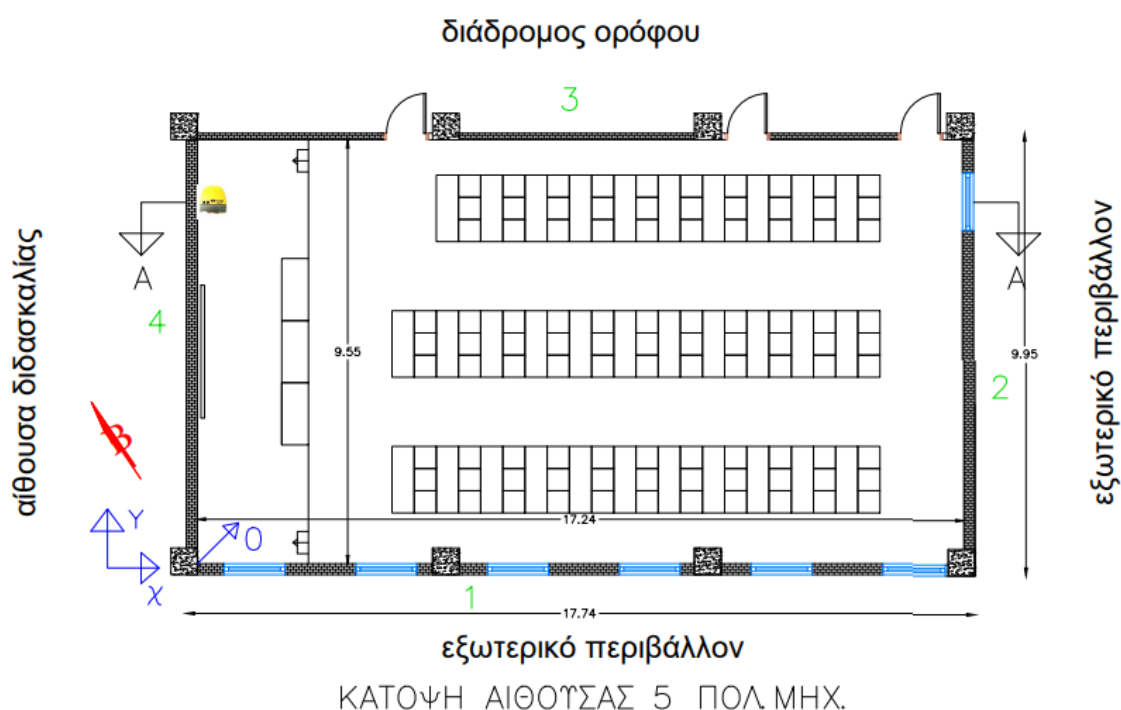 διάδρομος ορόφου
3
A
A
αίθουσα διδασκαλίας
4
9.55
9.95
2
εξωτερικό περιβάλλον
B
Y
0
17.24
χ
1
17.74
εξωτερικό περιβάλλον
ΚΑΤΟΨΗ ΑΙΘΟΥΣΑΣ 5 ΠΟΛ.ΜΗΧ.